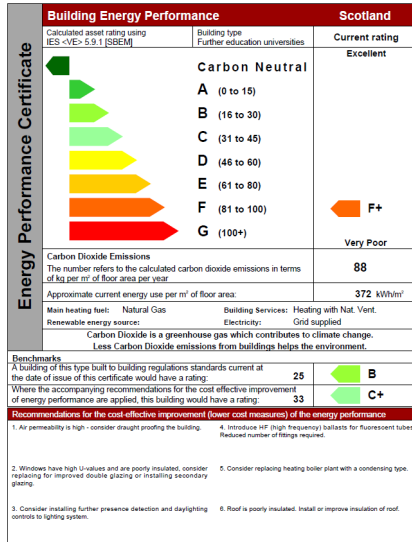 Energy Performance Certificate
Building Energy Performance
Scotland
Calculated asset rating using
IES <VE> 5.9.1 [SBEM]
Building type
Further education universities
Current rating
Excellent
Carbon Neutral
A (0 to 15)
B (16 to 30)
C (31 to 45)
D (46 to 60)
E (61 to 80)
F (81 to 100)
F+
G (100+)
Very Poor
Carbon Dioxide Emissions
The number refers to the calculated carbon dioxide emissions in terms
of kg per m² of floor area per year
88
Approximate current energy use per m² of floor area:
372 kWh/m²
Main heating fuel: Natural Gas
Building Services: Heating with Nat. Vent.
Renewable energy source:
Electricity: Grid supplied
Carbon Dioxide is a greenhouse gas which contributes to climate change.
Less Carbon Dioxide emissions from buildings helps the environment.
Benchmarks
A building of this type built to building regulations standards current at
the date of issue of this certificate would have a rating: 25
B
Where the accompanying recommendations for the cost effective improvement
of energy performance are applied, this building would have a rating: 33
C+
Recommendations for the cost-effective improvement (lower cost measures) of the energy performance
1. Air permeability is high - consider draught proofing the building.
4. Introduce HF (high frequency) ballasts for fluorescent tubes
Reduced number of fittings required.
2. Windows have high U-values and are poorly insulated, consider
replacing for improved double glazing or installing secondary
glazing.
5. Consider replacing heating boiler plant with a condensing type.
3. Consider installing further presence detection and daylighting
controls to lighting system.
6. Roof is poorly insulated. Install or improve insulation of roof.